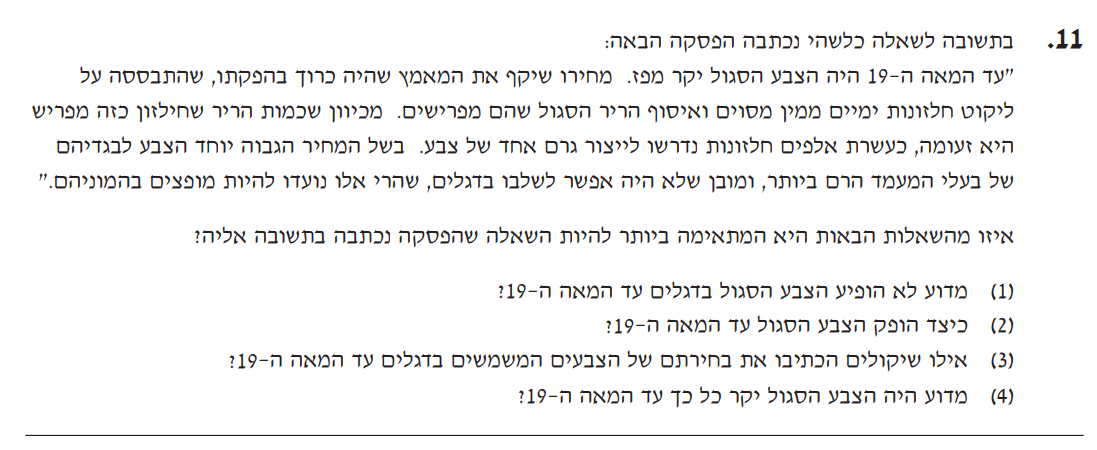 11. בתשובה לשאלה כלשהי נכתבה הפסקה הבאה:
"עד המאה ה-19 היה הצבע הסגול יקר מפז. מחירו שיקף את המאמץ שהיה כרוך בהפקתו, שהתבססה על
ליקוט חלזונות ימיים ממין מסוים ואיסוף הריר הסגול שהם מפרישים. מכיוון שכמות הריר שחילזון כזה מפריש
היא זעומה, כעשרת אלפים חלזונות נדרשו לייצור גרם אחד של צבע. בשל המחיר הגבוה יוחד הצבע לבגדיהם
של בעלי המעמד הרם ביותר, ומובן שלא היה אפשר לשלבו בדגלים, שהרי אלו נועדו להיות מופצים בהמוניהם."
איזו מהשאלות הבאות היא המתאימה ביותר להיות השאלה שהפסקה נכתבה בתשובה אליה?
(1) מדוע לא הופיע הצבע הסגול בדגלים עד המאה ה-19?
(2) כיצד הופק הצבע הסגול עד המאה ה-19?
(3) אילו שיקולים הכתיבו את בחירתם של הצבעים המשמשים בדגלים עד המאה ה-19?
(4) מדוע היה הצבע הסגול יקר כל כך עד המאה ה-19?